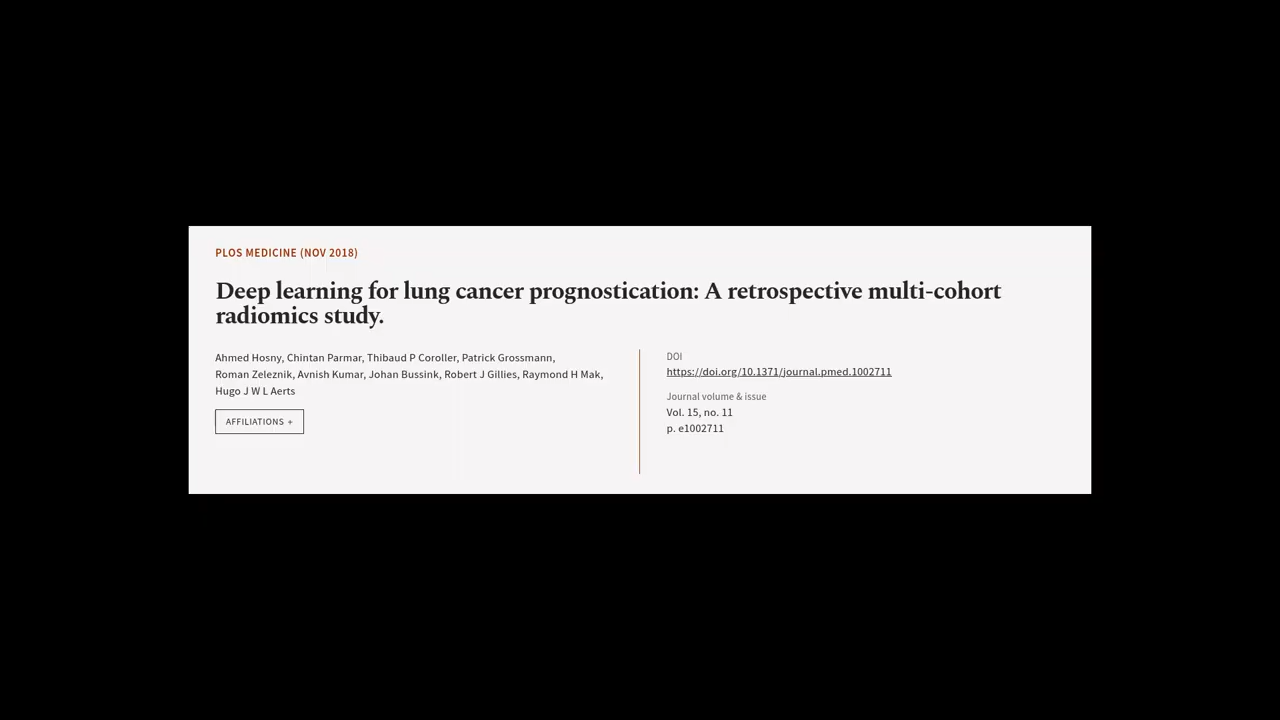 PLOS MEDICINE (NOV 2018)
Deep learning for lung cancer prognostication: A retrospective multi-cohort
radiomics study.
Ahmed Hosny, Chintan Parmar, Thibaud P Coroller, Patrick Grossmann,
Roman Zeleznik, Avnish Kumar, Johan Bussink, Robert J Gillies, Raymond H Mak,
Hugo J W L Aerts
AFFILIATIONS +
DOI
https://doi.org/10.1371/journal.pmed.1002711
Journal volume & issue
Vol. 15, no. 11
p. e1002711